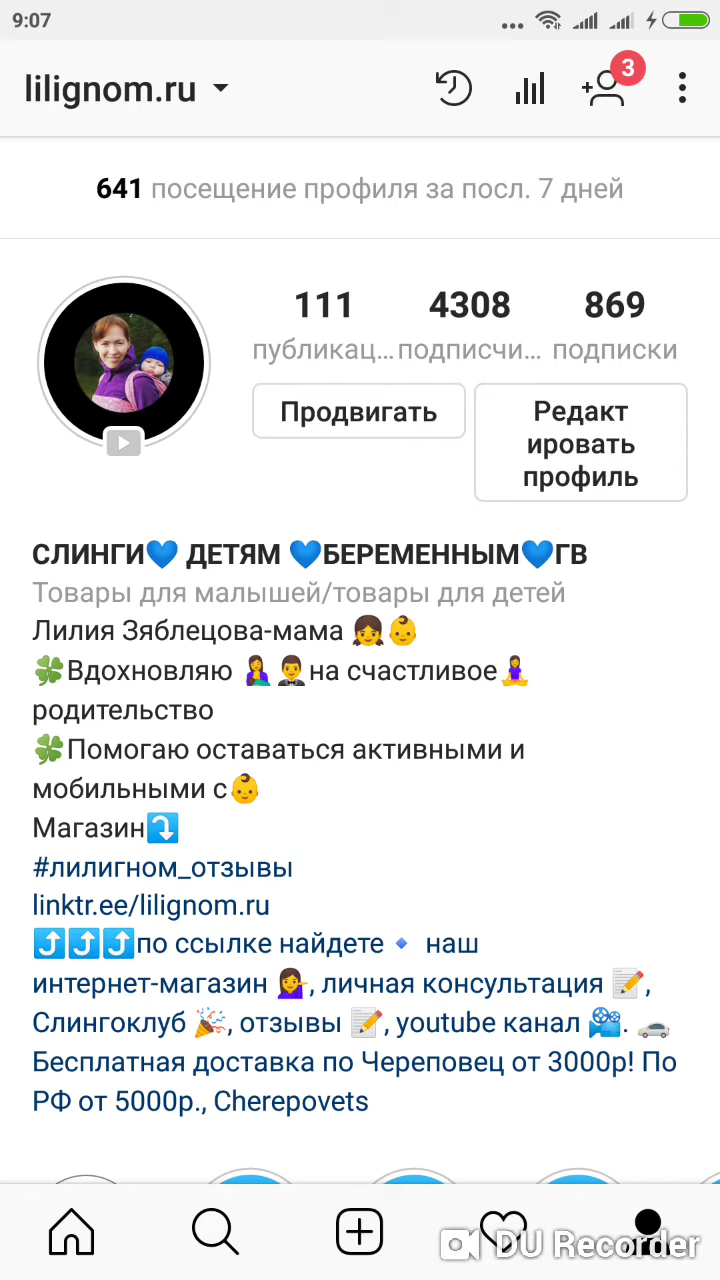 9:07
lilignom.ru
3
641 посещение профиля за посл. 7 дней
111 4308 869
публикац... подписчи... подписки
Продвигать
Редакт
ировать
профиль
СЛИНГИ💙 ДЕТЯМ 💙БЕРЕМЕННЫМ💙ГВ
Товары для малышей/товары для детей
Лилия Зяблецова-мама 👧👶
🍀Вдохновляю 🤱🤵на счастливое🧘‍♀️
родительство
🍀Помогаю оставаться активными и
мобильными с👶
Магазин⤵️
#лилигном_отзывы
linktr.ee/lilignom.ru
⤴️⤴️⤴️по ссылке найдете🔹 наш
интернет-магазин 💁‍♀️, личная консультация 📝,
Слингоклуб 🎉, отзывы 📝, youtube канал 🎥. 🚗
Бесплатная доставка по Череповец от 3000р! По
РФ от 5000р., Cherepovets
DU Recorder